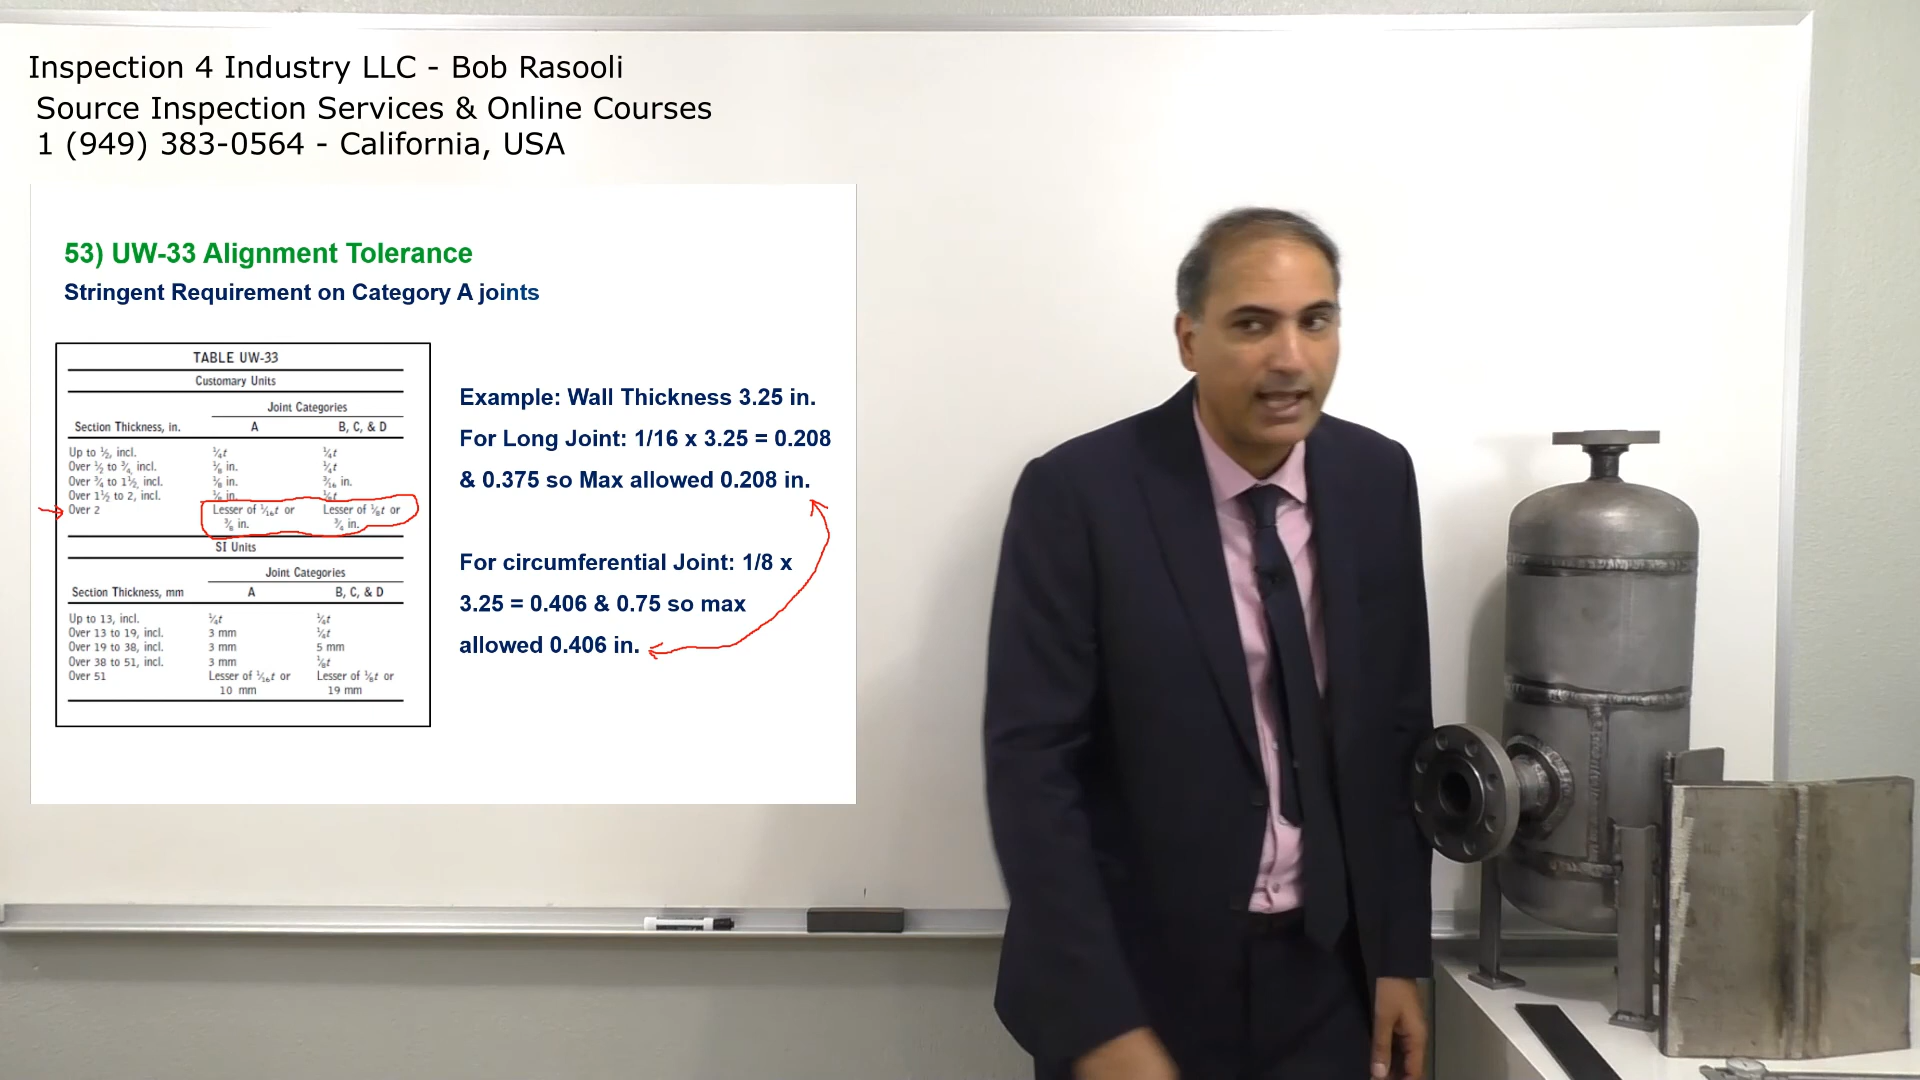 Inspection 4 Industry LLC - Bob Rasooli
Source Inspection Services & Online Courses
1 (949) 383-0564 - California, USA
53) UW-33 Alignment Tolerance
Stringent Requirement on Category A joints
TABLE UW-33
Customary Units
Joint Categories
Section Thickness, in. A B, C, & D
Up to ½, incl. ¼t ¼t
Over ½ to ¾, incl. ⅛ in. ¼t
Over ¾ to 1½, incl. ⅛ in. 3⁄16 in.
Over 1½ to 2, incl. ⅛ in. ⅛t
Over 2 Lesser of 1⁄16t or Lesser of ⅛t or
⅜ in. ¾ in.
SI Units
Joint Categories
Section Thickness, mm A B, C, & D
Up to 13, incl. ¼t ¼t
Over 13 to 19, incl. 3 mm ¼t
Over 19 to 38, incl. 3 mm 5 mm
Over 38 to 51, incl. 3 mm ⅛t
Over 51 Lesser of 1⁄16t or Lesser of ⅛t or
10 mm 19 mm
Example: Wall Thickness 3.25 in.
For Long Joint: 1/16 x 3.25 = 0.208
& 0.375 so Max allowed 0.208 in.
For circumferential Joint: 1/8 x
3.25 = 0.406 & 0.75 so max
allowed 0.406 in.